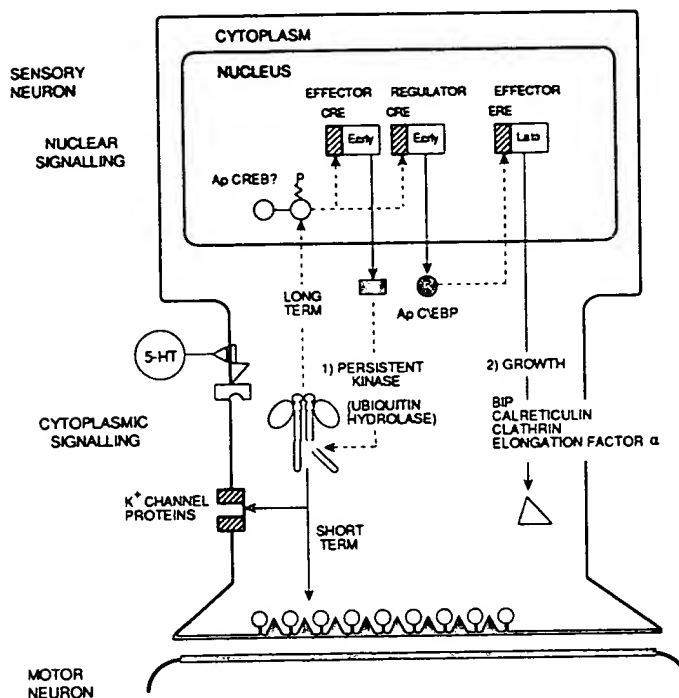 CYTOPLASM
SENSORY
NEURON
NUCLEUS
NUCLEAR
SIGNALLING
EFFECTOR
CRE
REGULATOR
CRE
EFFECTOR
ERE
Early
Early
Late
Ap CREB?
P
R
Ap C\EBP
LONG
TERM
5-HT
1) PERSISTENT
KINASE
(UBIQUITIN
HYDROLASE)
2) GROWTH
BIP
CALRETICULIN
CLATHRIN
ELONGATION FACTOR α
CYTOPLASMIC
SIGNALLING
K+ CHANNEL
PROTEINS
SHORT
TERM
MOTOR
NEURON